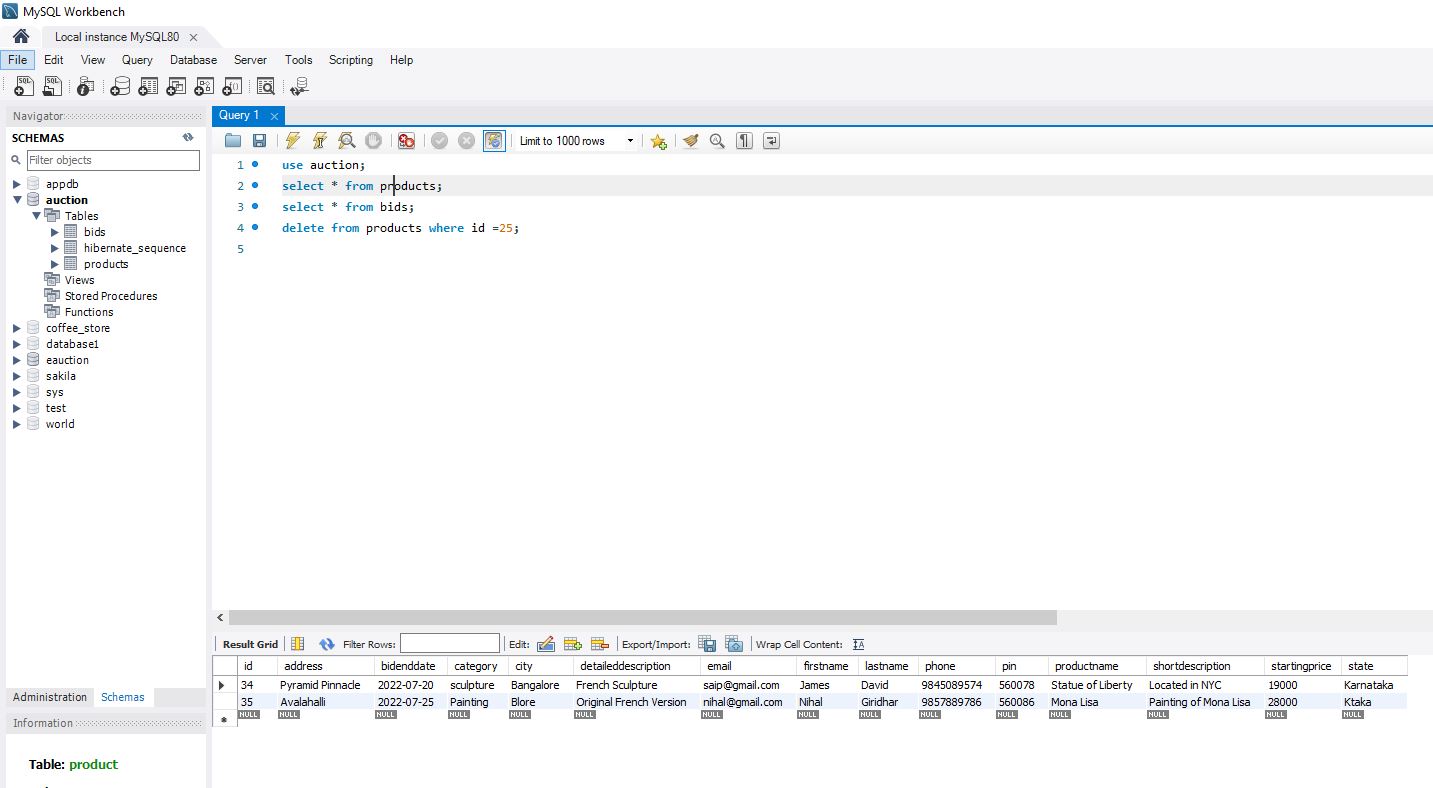 MySQL Workbench
Local instance MySQL80
File Edit View Query Database Server Tools Scripting Help
Navigator
SCHEMAS
Filter objects
appdb
auction
Tables
bids
hibernate_sequence
products
Views
Stored Procedures
Functions
coffee_store
database1
eauction
sakila
sys
test
world
Administration Schemas
Information
Table: product
Query 1
Limit to 1000 rows
1 use auction;
2 select * from products;
3 select * from bids;
4 delete from products where id =25;
5
Result Grid Filter Rows: Edit: Export/Import: Wrap Cell Content:
id address bidenddate category city detaileddescription email firstname lastname phone pin productname shortdescription startingprice state
34 Pyramid Pinnacle 2022-07-20 sculpture Bangalore French Sculpture saip@gmail.com James David 9845089574 560078 Statue of Liberty Located in NYC 19000 Karnataka
35 Avalahalli 2022-07-25 Painting Blore Original French Version nihal@gmail.com Nihal Giridhar 9857889786 560086 Mona Lisa Painting of Mona Lisa 28000 Ktaka
NULL NULL NULL NULL NULL NULL NULL NULL NULL NULL NULL NULL NULL NULL NULL